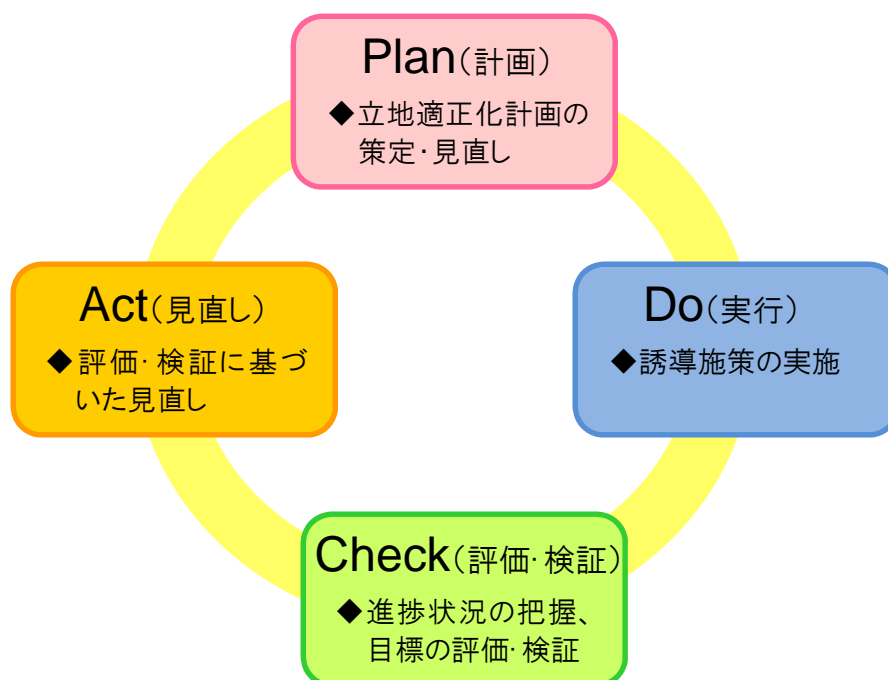 Plan(計画)
◆立地適正化計画の
策定・見直し
Act(見直し)
◆評価・検証に基づ
いた見直し
Do(実行)
◆誘導施策の実施
Check(評価・検証)
◆進捗状況の把握、
目標の評価・検証